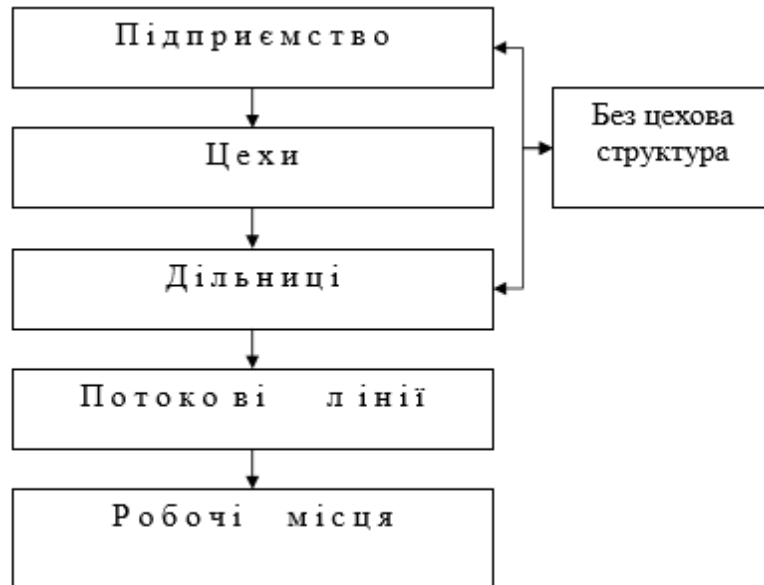 Підприємство
Без цехова
структура
Цехи
Дільниці
Потокові лінії
Робочі місця